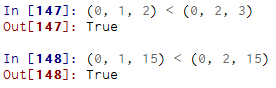 In [147]: (0, 1, 2) < (0, 2, 3)
Out[147]: True
In [148]: (0, 1, 15) < (0, 2, 15)
Out[148]: True